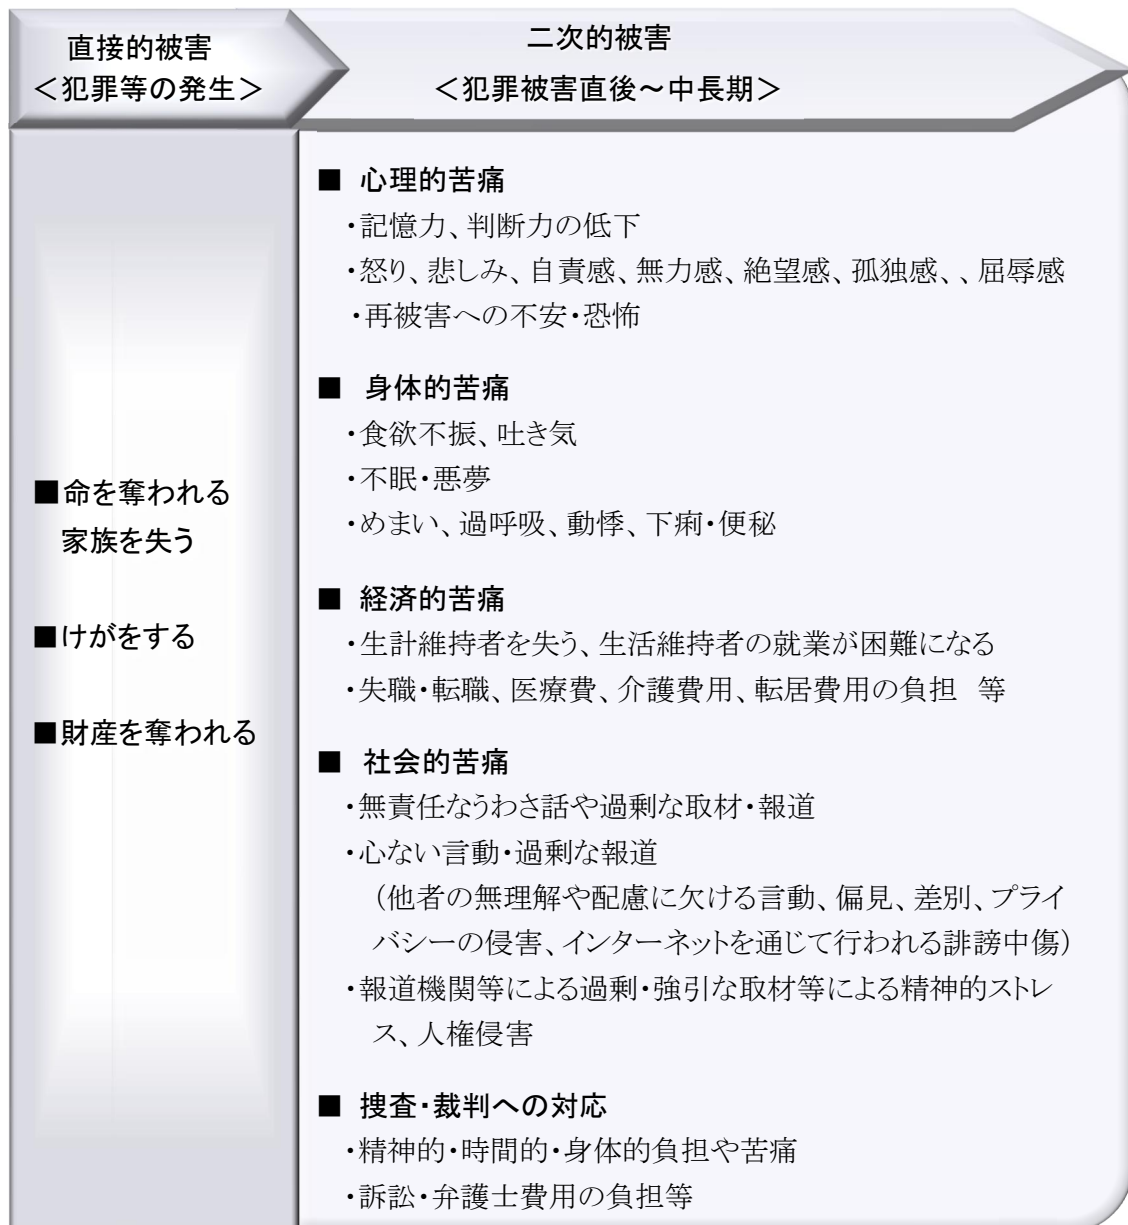 直接的被害
＜犯罪等の発生＞
二次的被害
＜犯罪被害直後～中長期＞
■命を奪われる
家族を失う
■けがをする
■財産を奪われる
■ 心理的苦痛
・記憶力、判断力の低下
・怒り、悲しみ、自責感、無力感、絶望感、孤独感、、屈辱感
・再被害への不安・恐怖
■ 身体的苦痛
・食欲不振、吐き気
・不眠・悪夢
・めまい、過呼吸、動悸、下痢・便秘
■ 経済的苦痛
・生計維持者を失う、生活維持者の就業が困難になる
・失職・転職、医療費、介護費用、転居費用の負担　等
■ 社会的苦痛
・無責任なうわさ話や過剰な取材・報道
・心ない言動・過剰な報道
（他者の無理解や配慮に欠ける言動、偏見、差別、プライ
バシーの侵害、インターネットを通じて行われる誹謗中傷）
・報道機関等による過剰・強引な取材等による精神的ストレ
ス、人権侵害
■ 捜査・裁判への対応
・精神的・時間的・身体的負担や苦痛
・訴訟・弁護士費用の負担等